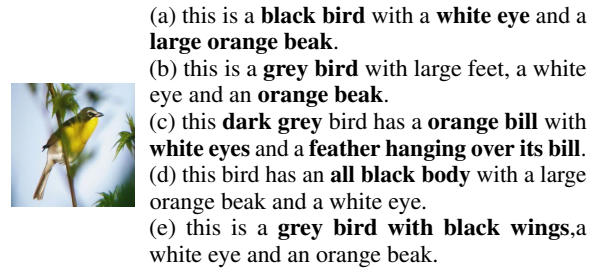 (a) this is a black bird with a white eye and a
large orange beak.
(b) this is a grey bird with large feet, a white
eye and an orange beak.
(c) this dark grey bird has a orange bill with
white eyes and a feather hanging over its bill.
(d) this bird has an all black body with a large
orange beak and a white eye.
(e) this is a grey bird with black wings,a
white eye and an orange beak.